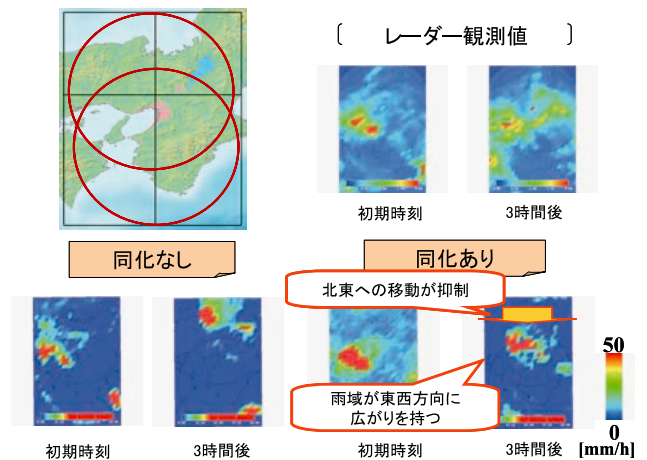 〔 レーダー観測値 〕
初期時刻
3時間後
同化なし
同化あり
北東への移動が抑制
雨域が東西方向に
広がりを持つ
初期時刻
3時間後
初期時刻
3時間後
50
0
[mm/h]